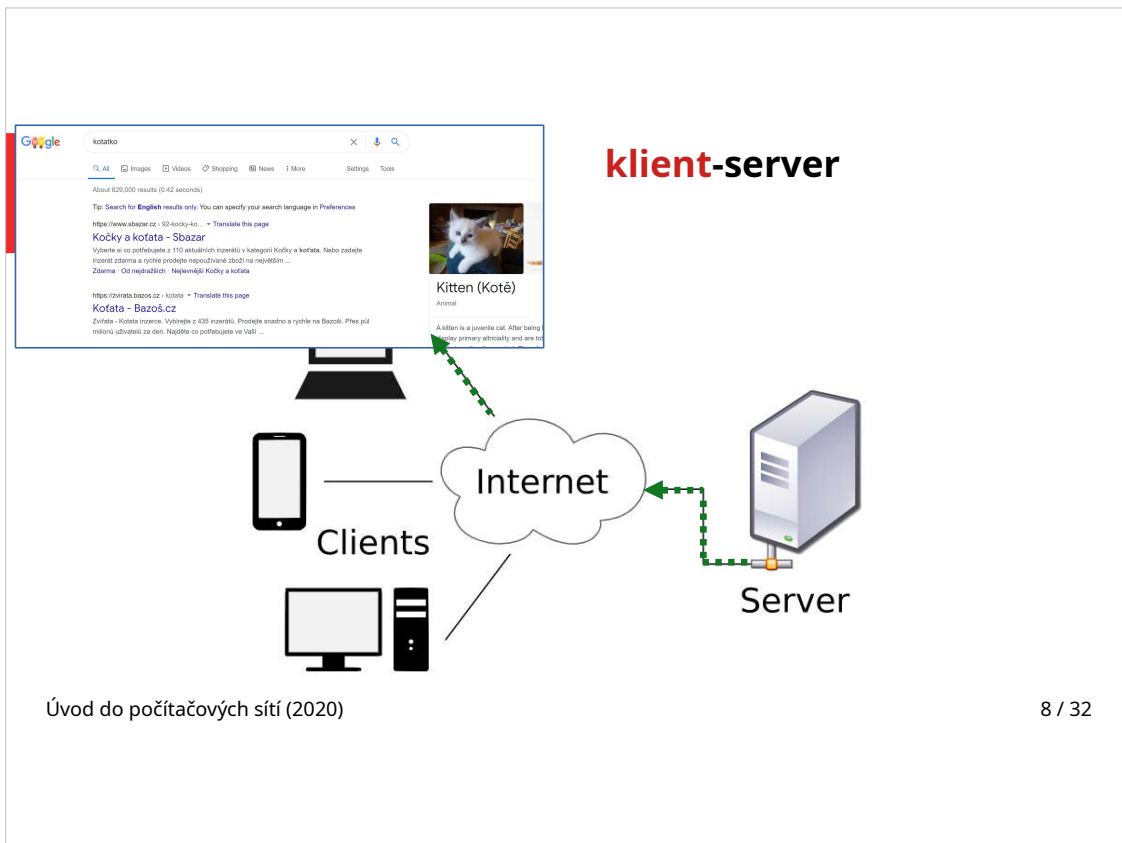 klient-server
Google
kotatko
All Images Videos Shopping News More Settings Tools
About 629,000 results (0.42 seconds)
Tip: Search for English results only. You can specify your search language in Preferences
https://www.sbazar.cz › 92-kocky-ko... Translate this page
Kočky a koťata - Sbazar
Vyberte si co potřebujete z 110 aktuálních inzerátů v kategorii Kočky a koťata. Nebo zadejte
inzerát zdarma a rychle prodejte nepoužívané zboží na největším ...
Zdarma · Od nejdražších · Nejlevnější Kočky a koťata
https://zvirata.bazos.cz › kotata Translate this page
Koťata - Bazoš.cz
Zvířata - Kotata inzerce. Vybírejte z 435 inzerátů. Prodejte snadno a rychle na Bazoši. Přes půl
milionů uživatelů za den. Najděte co potřebujete ve Vaší ...
Kitten (Kotě)
Animal
A kitten is a juvenile cat. After being
display primary altriciality and are
Internet
Clients
Server
Úvod do počítačových sítí (2020)
8 / 32